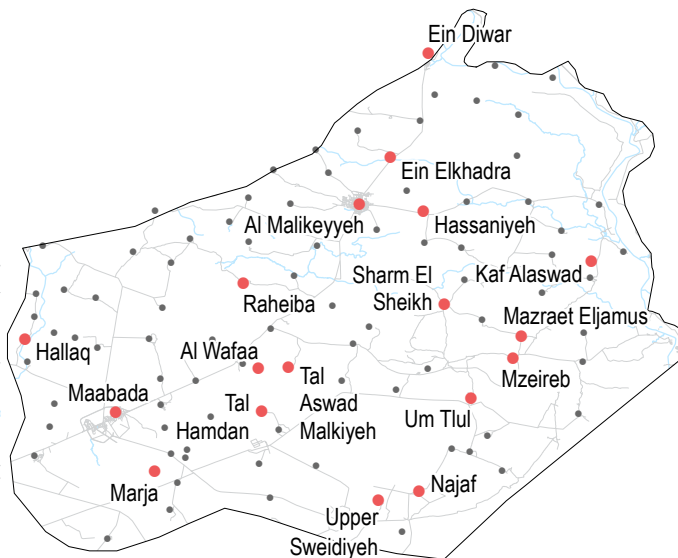 Ein Diwar
Ein Elkhadra
Al Malikeyyeh
Hassaniyeh
Sharm El
Sheikh
Kaf Alaswad
Raheiba
Mazraet Eljamus
Hallaq
Al Wafaa
Mzeireb
Tal
Aswad
Malkiyeh
Maabada
Tal
Hamdan
Um Tlul
Marja
Najaf
Upper
Sweidiyeh